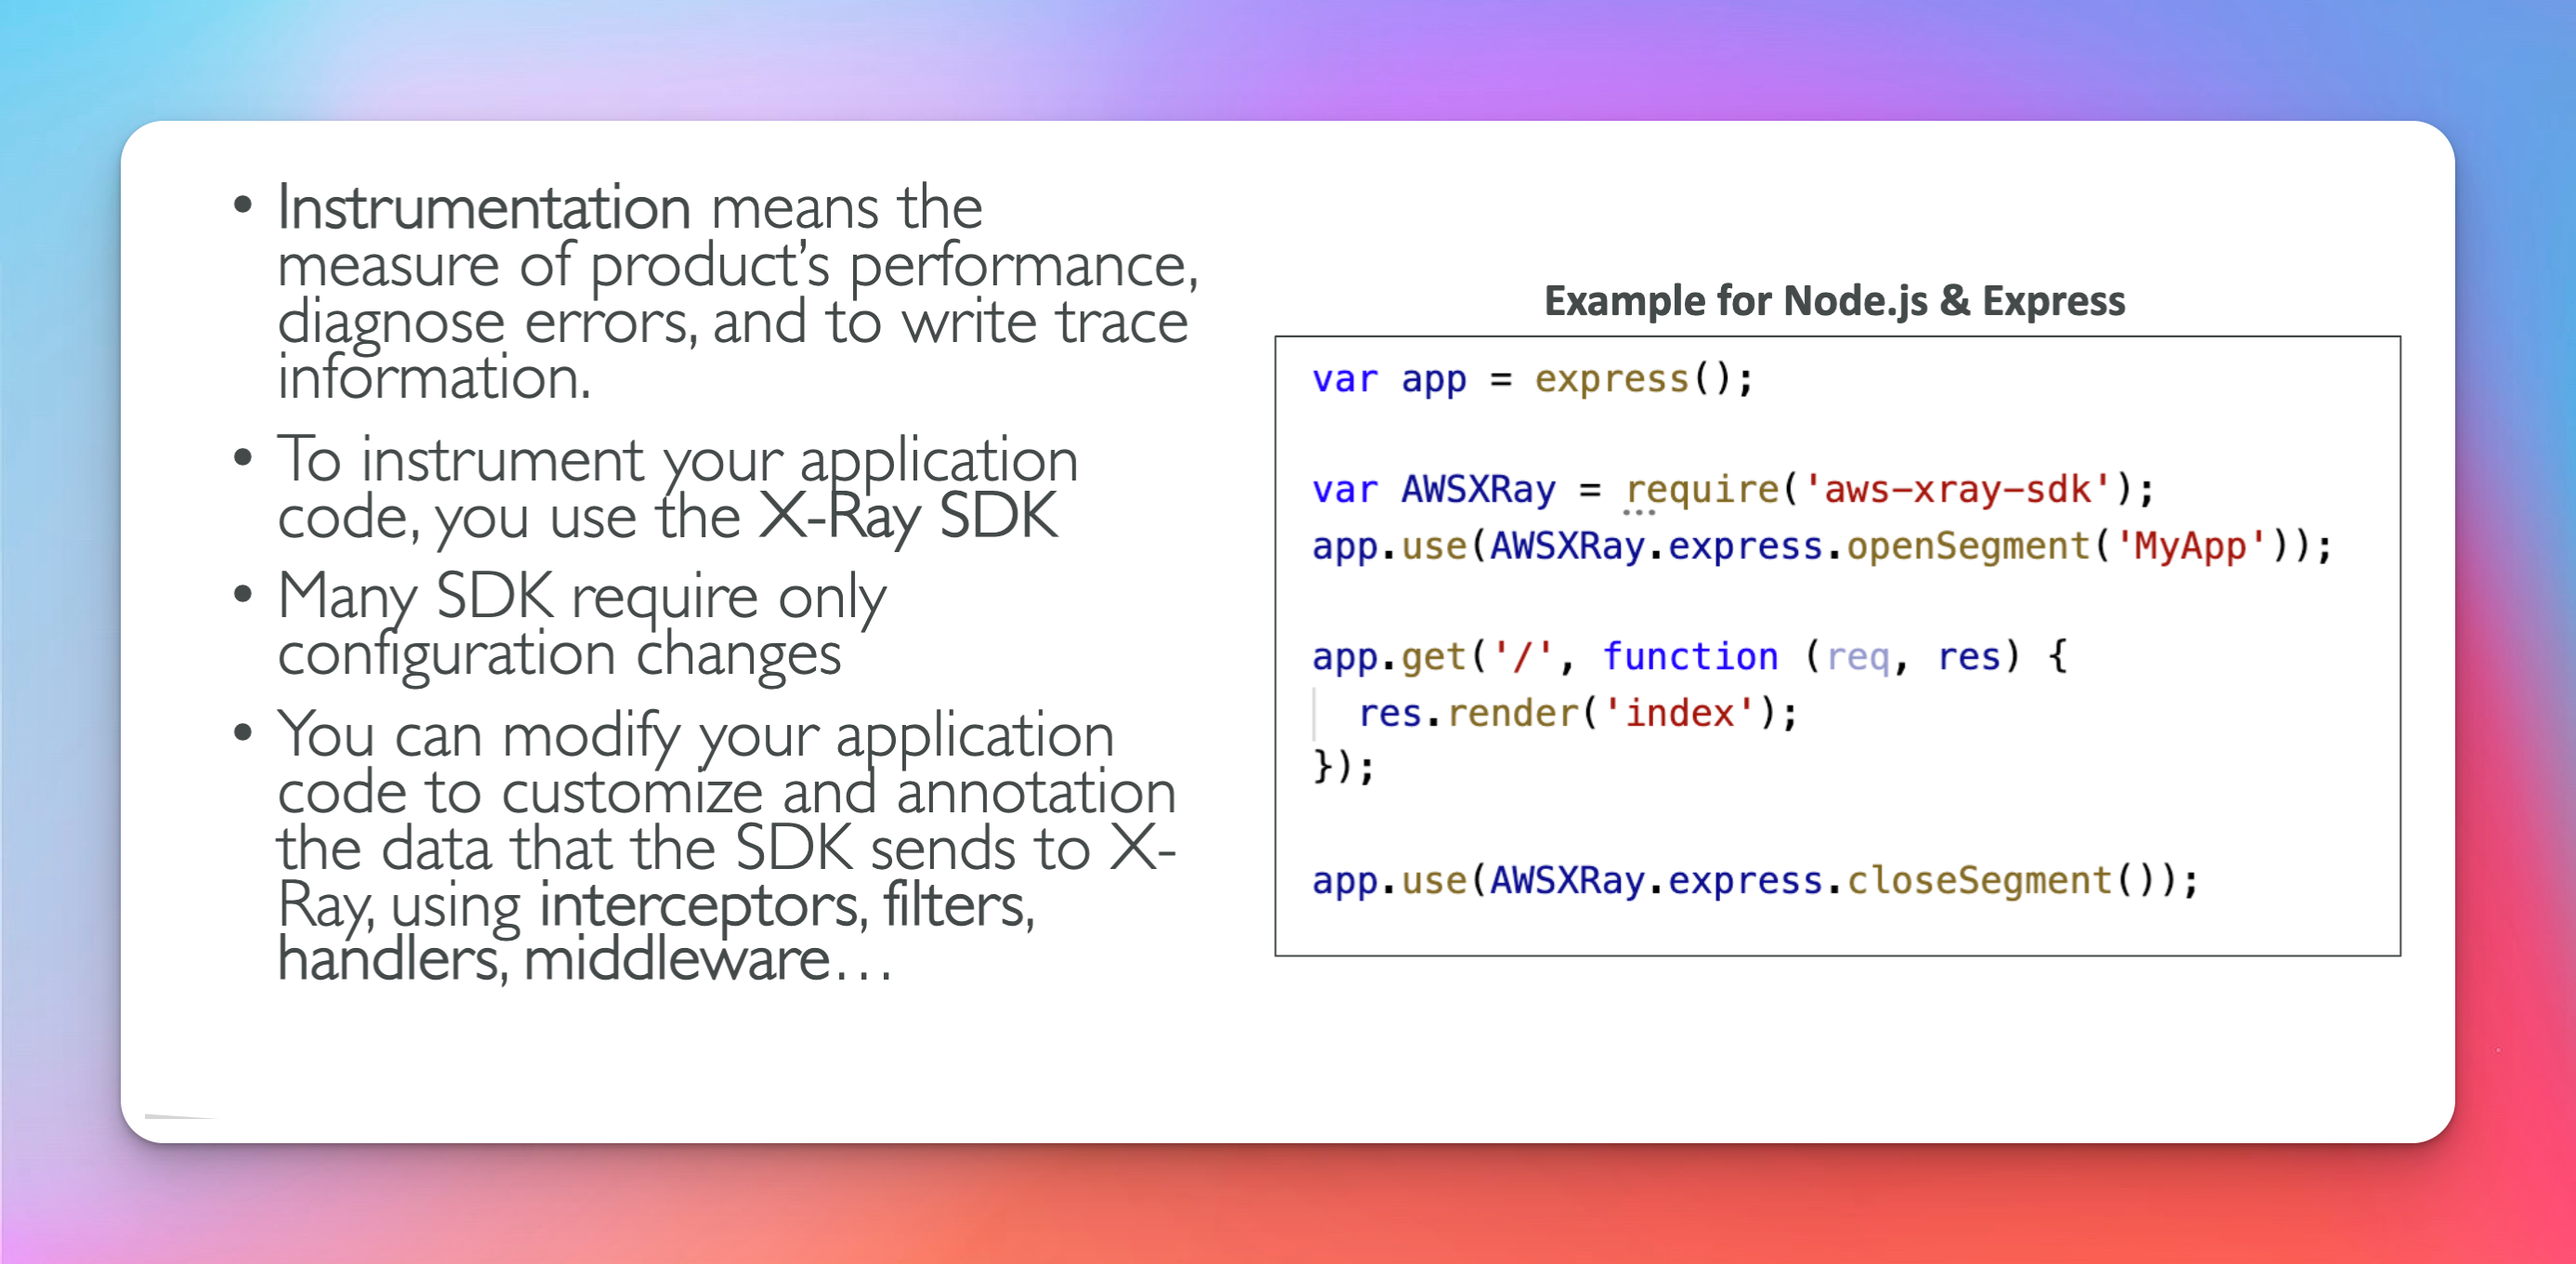 • Instrumentation means the
measure of product’s performance,
diagnose errors, and to write trace
information.
• To instrument your application
code, you use the X-Ray SDK
• Many SDK require only
configuration changes
• You can modify your application
code to customize and annotation
the data that the SDK sends to X-
Ray, using interceptors, filters,
handlers, middleware…
Example for Node.js & Express
var app = express();
var AWSXRay = require('aws-xray-sdk');
app.use(AWSXRay.express.openSegment('MyApp'));
app.get('/', function (req, res) {
  res.render('index');
});
app.use(AWSXRay.express.closeSegment());